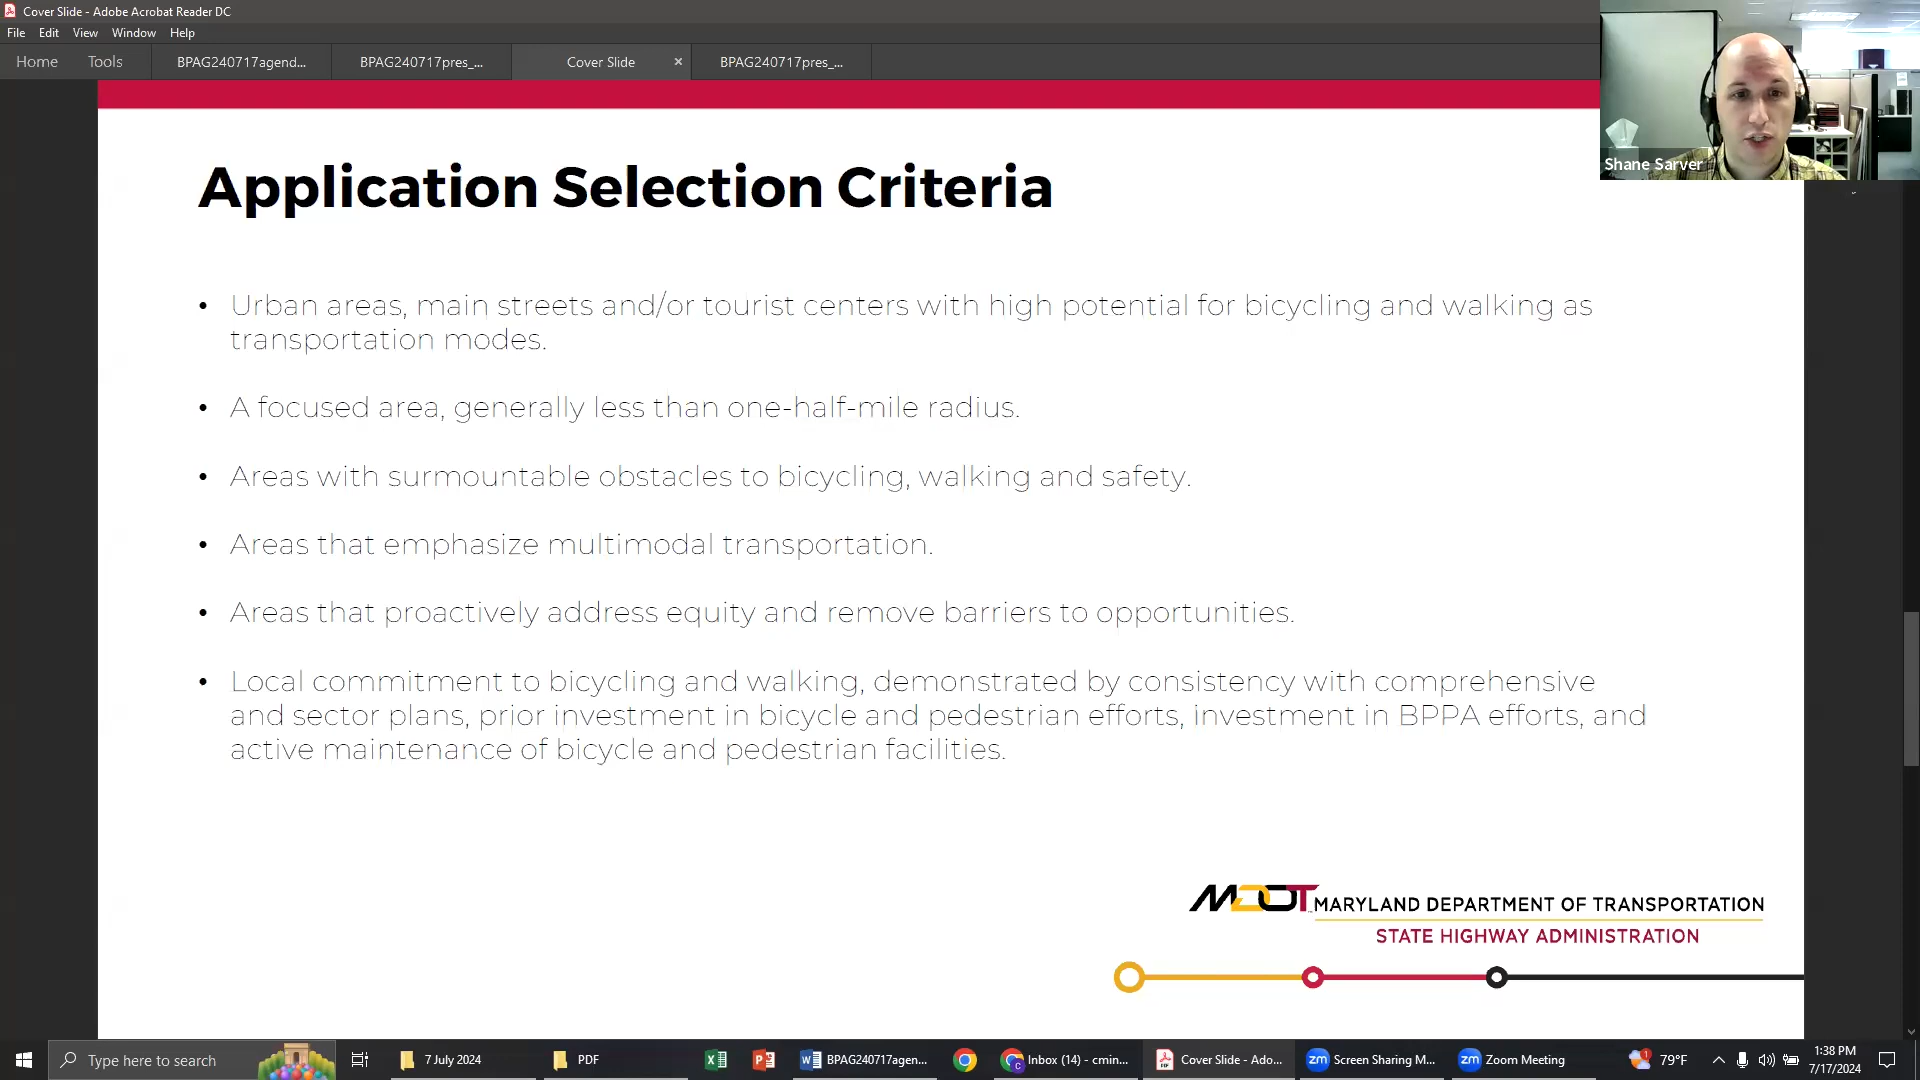 Cover Slide - Adobe Acrobat Reader DC
File Edit View Window Help
Home Tools BPAG240717agend... BPAG240717pres_... Cover Slide × BPAG240717pres_...
Shane Sarver
Application Selection Criteria
• Urban areas, main streets and/or tourist centers with high potential for bicycling and walking as
transportation modes.
• A focused area, generally less than one-half-mile radius.
• Areas with surmountable obstacles to bicycling, walking and safety.
• Areas that emphasize multimodal transportation.
• Areas that proactively address equity and remove barriers to opportunities.
• Local commitment to bicycling and walking, demonstrated by consistency with comprehensive
and sector plans, prior investment in bicycle and pedestrian efforts, investment in BPPA efforts, and
active maintenance of bicycle and pedestrian facilities.
MDOT MARYLAND DEPARTMENT OF TRANSPORTATION
STATE HIGHWAY ADMINISTRATION
Type here to search 7 July 2024 PDF BPAG240717agen... Inbox (14) - cmin... Cover Slide - Ado... zm Screen Sharing M... zm Zoom Meeting 1 79°F 1:38 PM
7/17/2024